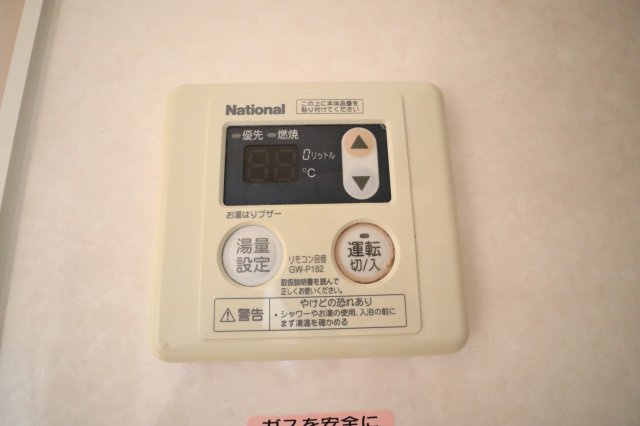 National
この上に本体品番を
貼り付けてください
優先 燃焼
0リットル
°C
お湯はりブザー
湯量
設定
リモコン品番
GW-P182
運転
切/入
取扱説明書を読んで
正しくお使いください。
警告
やけどの恐れあり
・シャワーやお湯の使用、入浴の前に
まず湯温を確かめる
ガスを安全に